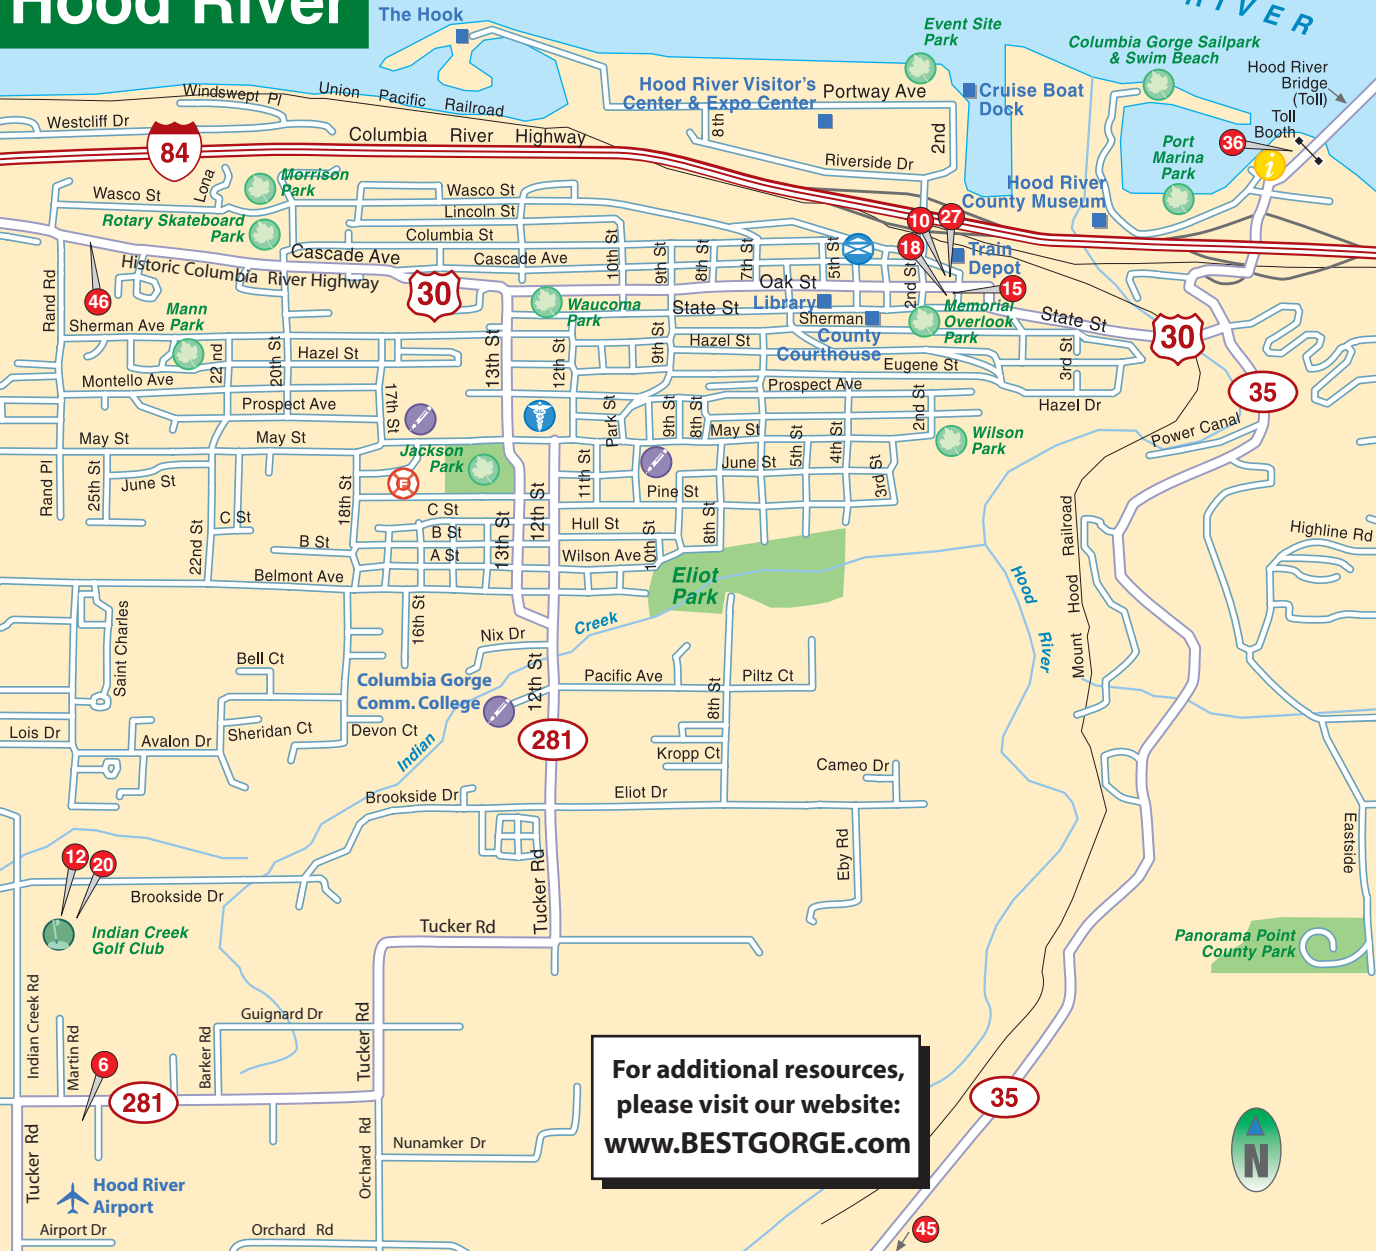 Hood River
The Hook
RIVER
Event Site
Park
Columbia Gorge Sailpark
& Swim Beach
Hood River
Bridge
(Toll)
Toll
Booth
36
Port
Marina
Park
i
Hood River Visitor's
Center & Expo Center
Portway Ave
Cruise Boat
Dock
8th
2nd
Riverside Dr
Hood River
County Museum
Windswept Pl
Union Pacific Railroad
Westcliff Dr
Columbia River Highway
84
Wasco St
Lona
Morrison
Park
Wasco St
Lincoln St
Rotary Skateboard
Park
Columbia St
Cascade Ave
Cascade Ave
Historic Columbia River Highway
30
10th St
9th St
8th St
7th St
5th St
2nd St
10
27
18
15
Train
Depot
46
Rand Rd
Mann
Park
Sherman Ave
Waucoma
Park
Oak St
State St
Library
Sherman
County
Courthouse
Memorial
Overlook
Park
State St
30
35
22nd
20th St
Hazel St
13th St
12th St
9th St
Hazel St
Eugene St
3rd St
Montello Ave
Prospect Ave
17th St
Prospect Ave
Hazel Dr
Park St
9th St
8th St
2nd St
May St
May St
May St
Wilson
Park
Power Canal
Jackson
Park
E
June St
5th St
4th St
3rd St
Rand Pl
25th St
June St
18th St
11th St
Pine St
C St
22nd St
C St
B St
B St
A St
13th St
12th St
Hull St
Wilson Ave
10th St
8th St
Belmont Ave
Eliot
Park
Railroad
Hood
Mount
Highline Rd
Hood
River
Saint Charles
16th St
Nix Dr
Creek
Bell Ct
Columbia Gorge
Comm. College
12th St
Pacific Ave
Piltz Ct
8th St
Lois Dr
Avalon Dr
Sheridan Ct
Devon Ct
Indian
281
Kropp Ct
Cameo Dr
Brookside Dr
Eliot Dr
Eby Rd
Eastside
12
20
Brookside Dr
Tucker Rd
Tucker Rd
Indian Creek
Golf Club
Panorama Point
County Park
Indian Creek Rd
Martin Rd
Barker Rd
Guignard Dr
Tucker Rd
6
281
For additional resources,
please visit our website:
www.BESTGORGE.com
35
Tucker Rd
Orchard Rd
Nunamker Dr
N
Hood River
Airport
Airport Dr
Orchard Rd
45